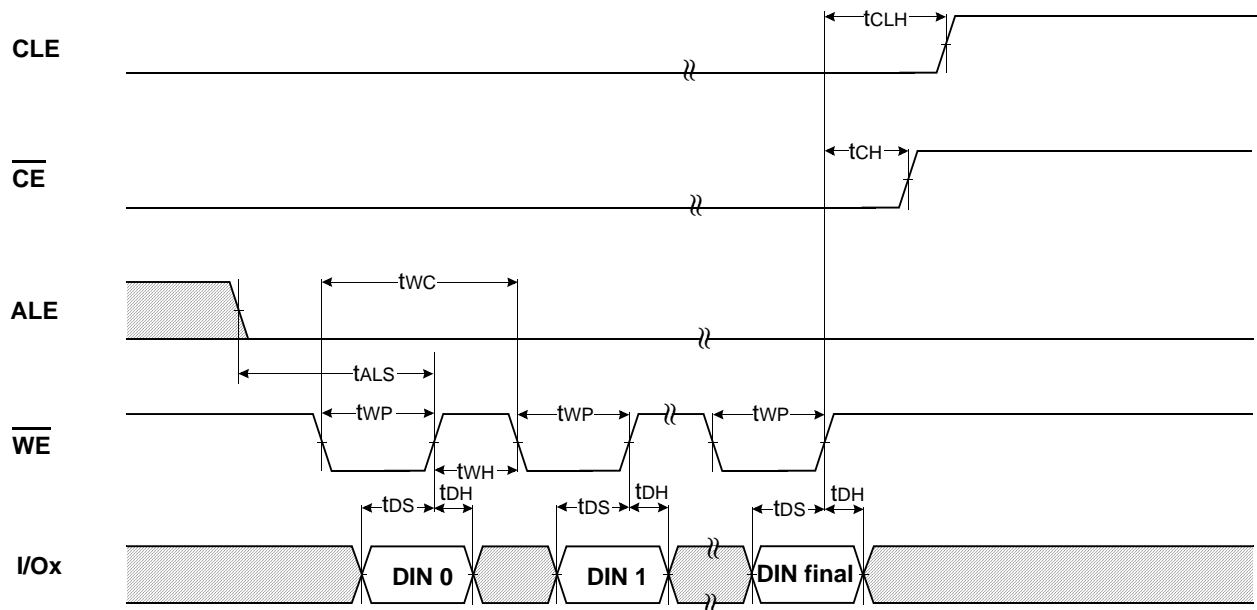 tCLH
CLE
CE
tCH
ALE
tWC
tALS
WE
tWP
tWP
tWP
tWH
tDS
tDH
tDS
tDH
tDS
tDH
I/Ox
DIN 0
DIN 1
DIN final